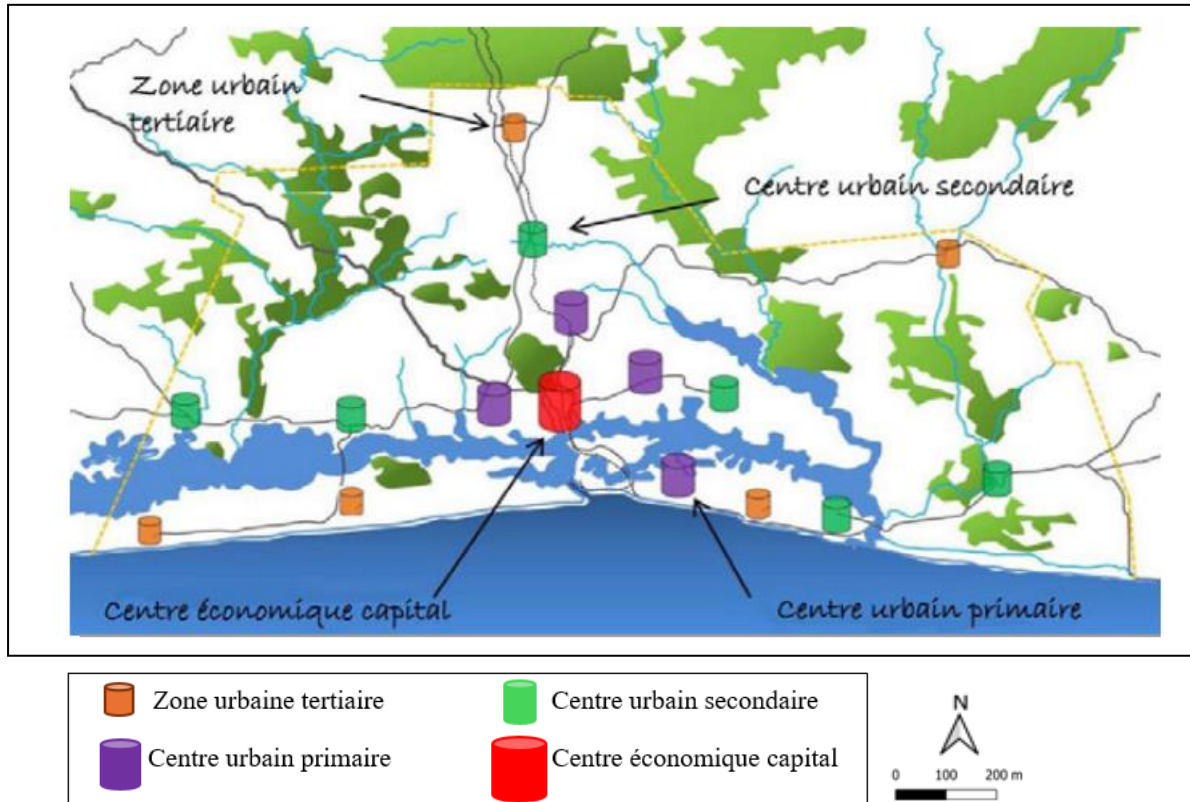 Zone urbain
tertiaire
Centre urbain secondaire
Centre économique capital
Centre urbain primaire
Zone urbaine tertiaire
Centre urbain secondaire
Centre urbain primaire
Centre économique capital
N
0 100 200 m